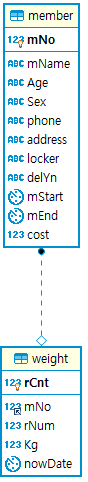 member
123 mNo
ABC mName
ABC Age
ABC Sex
ABC phone
ABC address
ABC locker
ABC delYn
mStart
mEnd
123 cost
weight
123 rCnt
123 mNo
123 rNum
123 Kg
nowDate